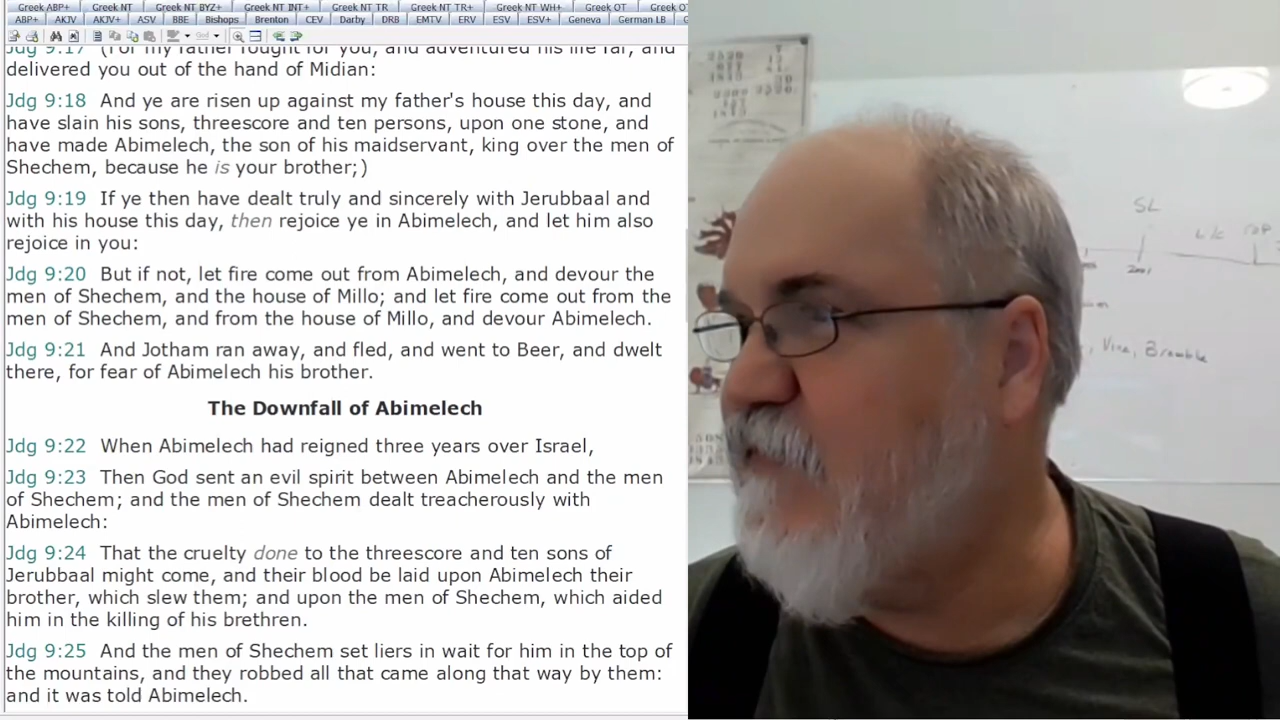 Greek ABP+ Greek NT Greek NT BYZ+ Greek NT INT+ Greek NT TR Greek NT TR+ Greek NT WH+ Greek OT
ABP+ AKJV AKJV+ ASV BBE Bishops Brenton CEV Darby DRB EMTV ERV ESV ESV+ Geneva German LB
Jdg 9:17 (For my father fought for you, and adventured his life far, and
delivered you out of the hand of Midian:
Jdg 9:18 And ye are risen up against my father's house this day, and
have slain his sons, threescore and ten persons, upon one stone, and
have made Abimelech, the son of his maidservant, king over the men of
Shechem, because he is your brother;)
Jdg 9:19 If ye then have dealt truly and sincerely with Jerubbaal and
with his house this day, then rejoice ye in Abimelech, and let him also
rejoice in you:
Jdg 9:20 But if not, let fire come out from Abimelech, and devour the
men of Shechem, and the house of Millo; and let fire come out from the
men of Shechem, and from the house of Millo, and devour Abimelech.
Jdg 9:21 And Jotham ran away, and fled, and went to Beer, and dwelt
there, for fear of Abimelech his brother.
The Downfall of Abimelech
Jdg 9:22 When Abimelech had reigned three years over Israel,
Jdg 9:23 Then God sent an evil spirit between Abimelech and the men
of Shechem; and the men of Shechem dealt treacherously with
Abimelech:
Jdg 9:24 That the cruelty done to the threescore and ten sons of
Jerubbaal might come, and their blood be laid upon Abimelech their
brother, which slew them; and upon the men of Shechem, which aided
him in the killing of his brethren.
Jdg 9:25 And the men of Shechem set liers in wait for him in the top of
the mountains, and they robbed all that came along that way by them:
and it was told Abimelech.
2520
SL
Vine, Bramble